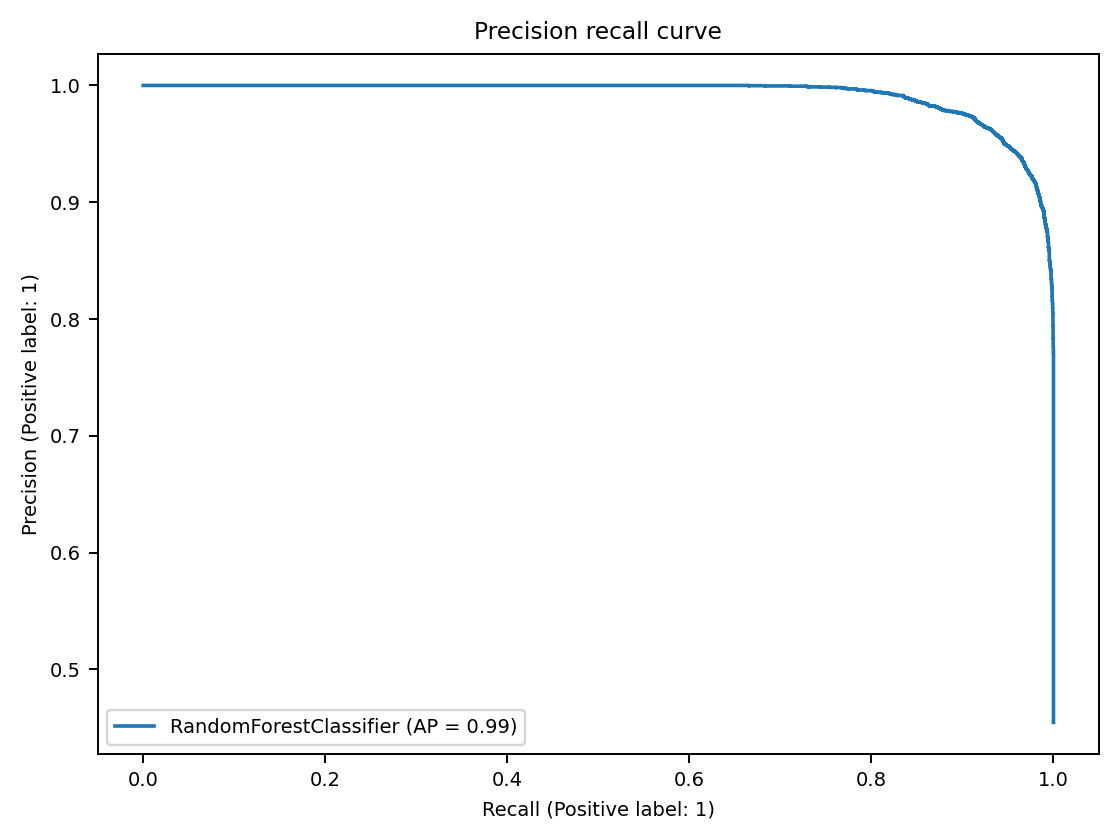 Precision recall curve
1.0
0.9
0.8
0.7
0.6
0.5
Precision (Positive label: 1)
RandomForestClassifier (AP = 0.99)
0.0 0.2 0.4 0.6 0.8 1.0
Recall (Positive label: 1)